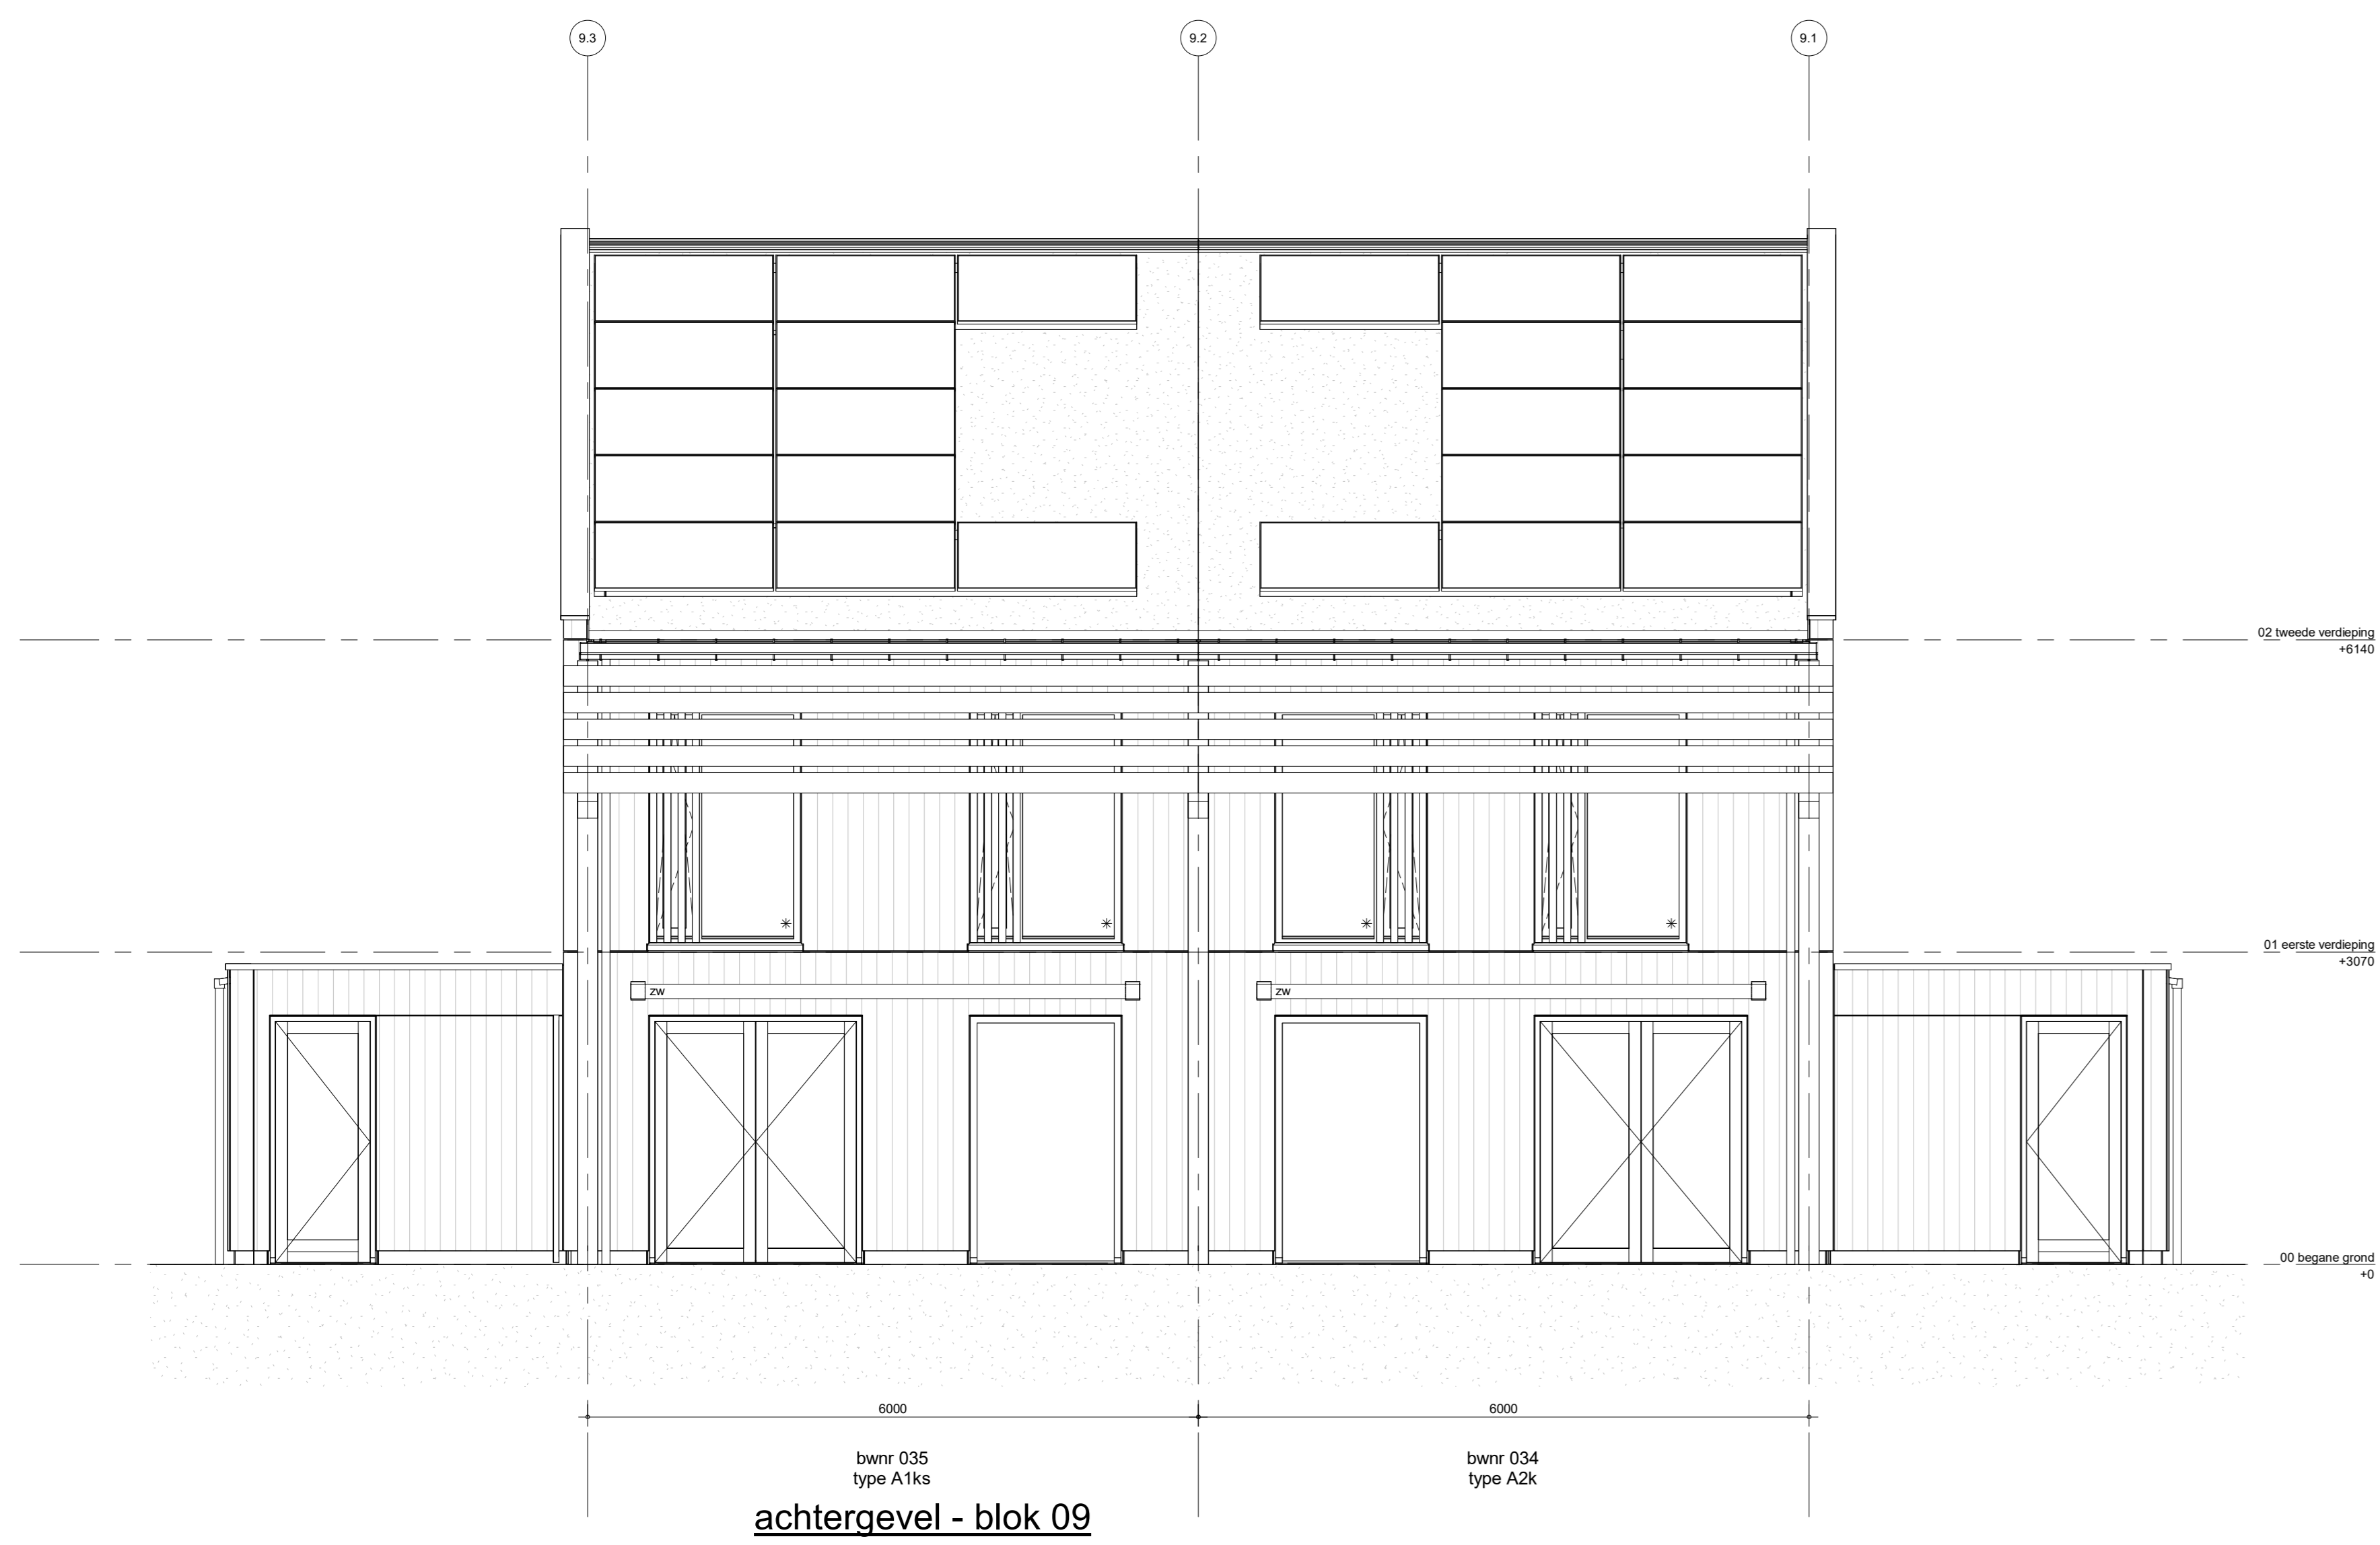 9.3
9.2
9.1
02 tweede verdieping
+6140
01 eerste verdieping
+3070
zw
zw
00 begane grond
+0
6000
6000
bwnr 035
type A1ks
bwnr 034
type A2k
achtergevel - blok 09